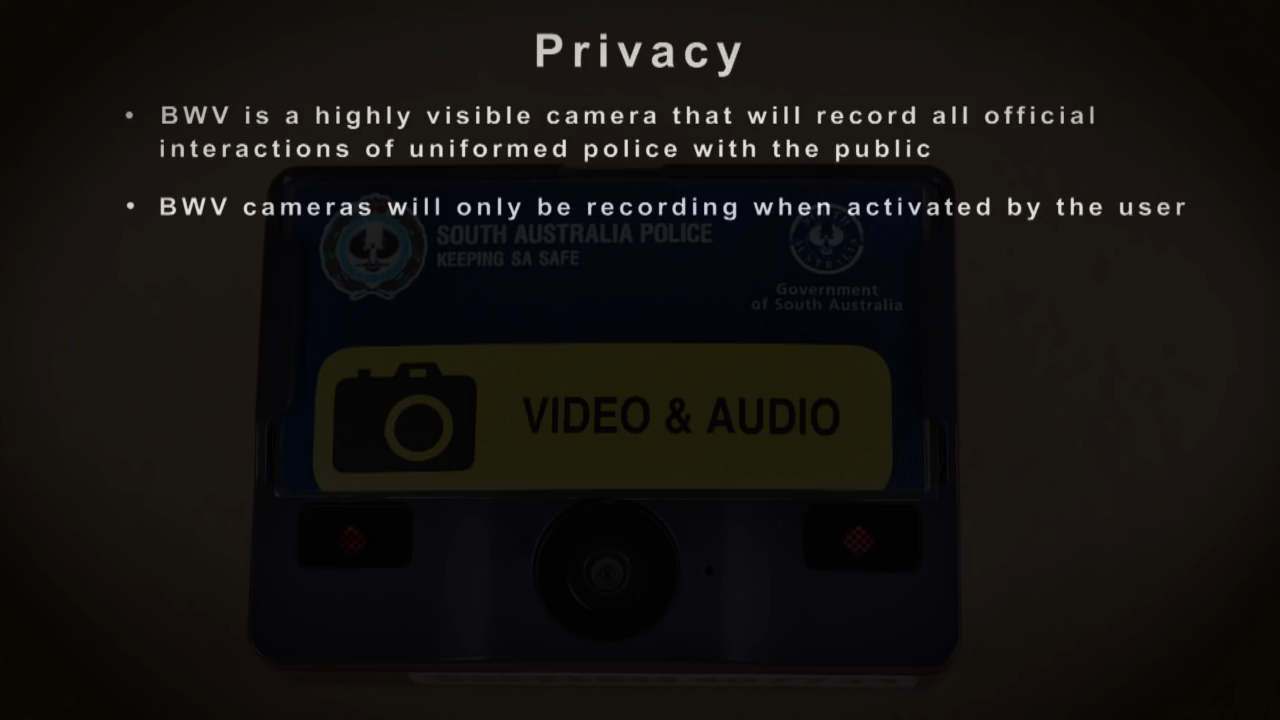 Privacy
• BWV is a highly visible camera that will record all official
interactions of uniformed police with the public
• BWV cameras will only be recording when activated by the user
SOUTH AUSTRALIA POLICE
KEEPING SA SAFE
Government
of South Australia
VIDEO & AUDIO